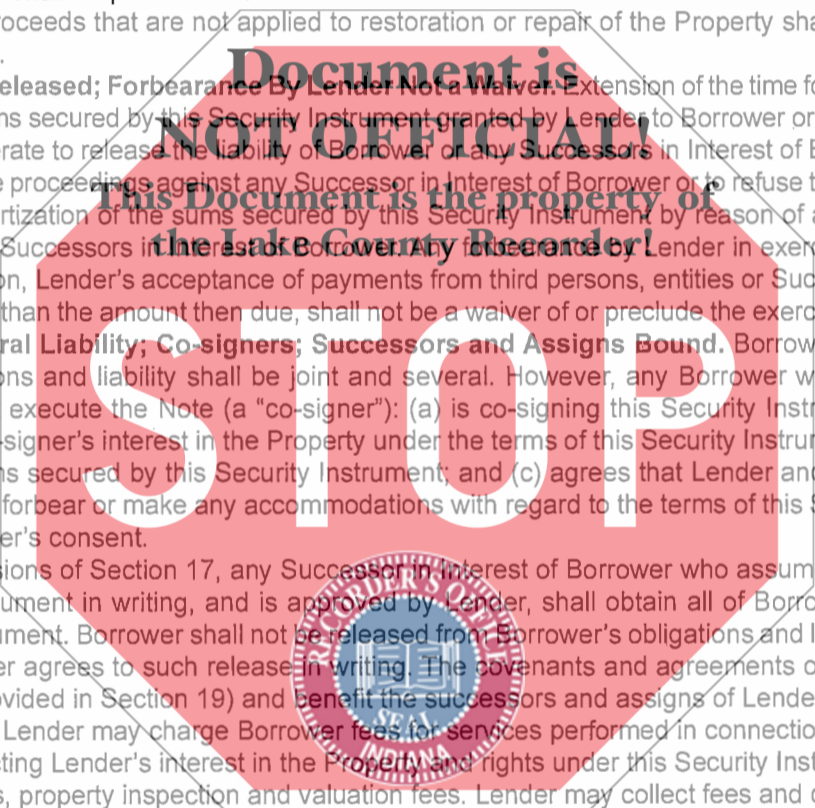 roceeds that are not applied to restoration or repair of the Property sha
Document is
eleased; Forbearance By Lender Not a Waiver. Extension of the time fo
ns secured by this Security Instrument granted by Lender to Borrower or
NOT OFFICIAL!
rate to release the liability of Borrower or any Successors in Interest of B
e proceedings against any Successor in Interest of Borrower or to refuse t
This Document is the property of
rtization of the sums secured by this Security Instrument by reason of a
Successors in Interest of Borrower. Any forbearance by Lender in exerc
the Lake County Recorder!
on, Lender's acceptance of payments from third persons, entities or Suc
than the amount then due, shall not be a waiver of or preclude the exerc
ral Liability; Co-signers; Successors and Assigns Bound. Borrow
ons and liability shall be joint and several. However, any Borrower w
STOP
execute the Note (a “co-signer”): (a) is co-signing this Security Instr
-signer's interest in the Property under the terms of this Security Instrum
ns secured by this Security Instrument; and (c) agrees that Lender and
forbear or make any accommodations with regard to the terms of this S
er's consent.
sions of Section 17, any Successor in Interest of Borrower who assum
ument in writing, and is approved by Lender, shall obtain all of Borro
RECORDER'S OFFICE
ument. Borrower shall not be released from Borrower's obligations and l
er agrees to such release in writing. The covenants and agreements o
ovided in Section 19) and benefit the successors and assigns of Lende
SEAL
Lender may charge Borrower fees for services performed in connectio
INDIANA
cting Lender's interest in the Property and rights under this Security Inst
s, property inspection and valuation fees. Lender may collect fees and c